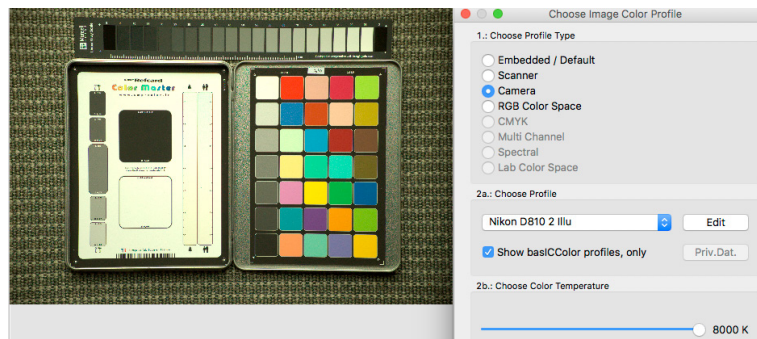 Choose Image Color Profile
1.: Choose Profile Type
Embedded / Default
Scanner
Camera
RGB Color Space
CMYK
Multi Channel
Spectral
Lab Color Space
2a.: Choose Profile
Nikon D810 2 Illu
Edit
Show basICColor profiles, only
Priv.Dat.
2b.: Choose Color Temperature
8000 K
Refcard
Color Master